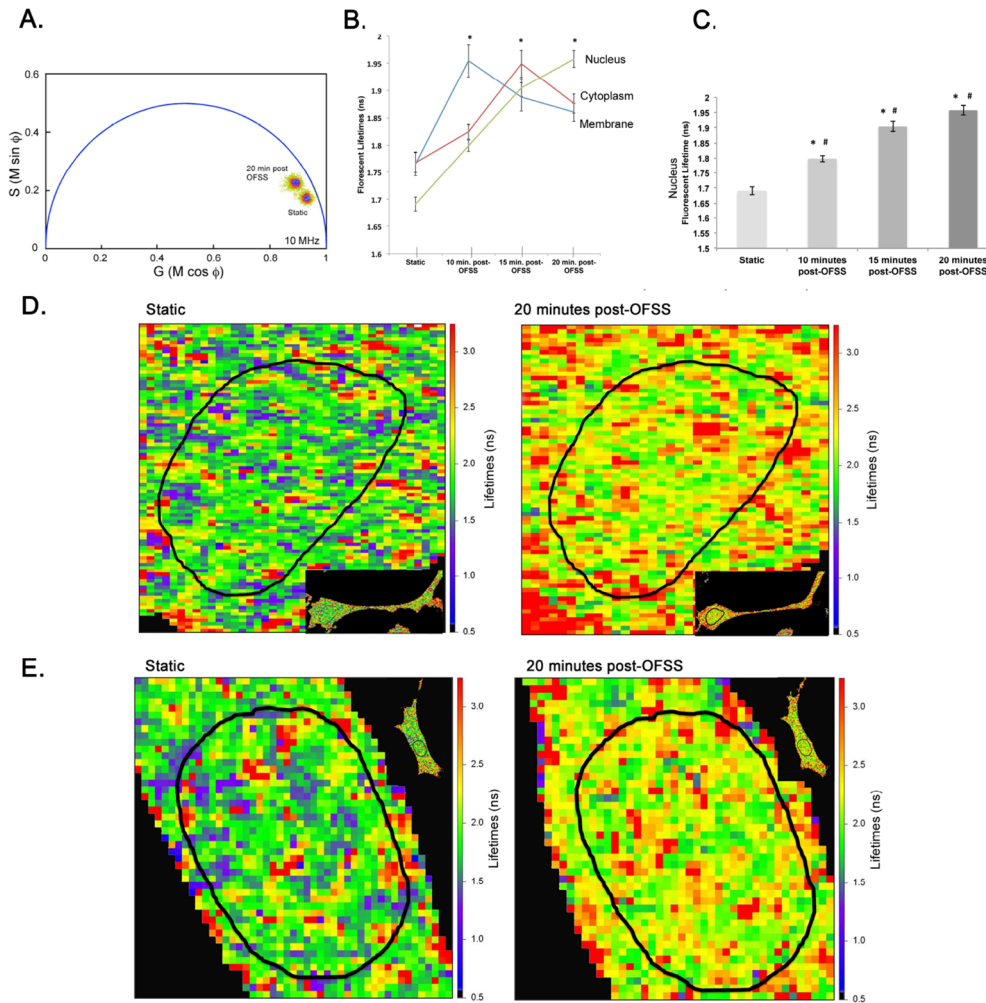 A.
S (M sin ϕ)
0.6
0.4
0.2
0
20 min post
OFSS
Static
10 MHz
0
0.2
0.4
0.6
0.8
1
G (M cos ϕ)
B.
Florescent Lifetimes (ns)
2
1.95
1.9
1.85
1.8
1.75
1.7
1.65
1.6
*
*
*
Nucleus
Cytoplasm
Membrane
Static
10 min. post-
OFSS
15 min. post-
OFSS
20 min. post-
OFSS
C.
Nucleus
Fluorescent Lifetime (ns)
2
1.95
1.9
1.85
1.8
1.75
1.7
1.65
1.6
1.55
1.5
* #
* #
* #
Static
10 minutes
post-OFSS
15 minutes
post-OFSS
20 minutes
post-OFSS
D.
Static
3.0
2.5
2.0
1.5
1.0
0.5
Lifetimes (ns)
20 minutes post-OFSS
3.0
2.5
2.0
1.5
1.0
0.5
Lifetimes (ns)
E.
Static
3.0
2.5
2.0
1.5
1.0
0.5
Lifetimes (ns)
20 minutes post-OFSS
3.0
2.5
2.0
1.5
1.0
0.5
Lifetimes (ns)